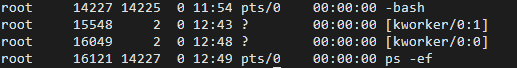 root 14227 14225 0 11:54 pts/0 00:00:00 -bash
root 15548 2 0 12:43 ? 00:00:00 [kworker/0:1]
root 16049 2 0 12:48 ? 00:00:00 [kworker/0:0]
root 16121 14227 0 12:49 pts/0 00:00:00 ps -ef